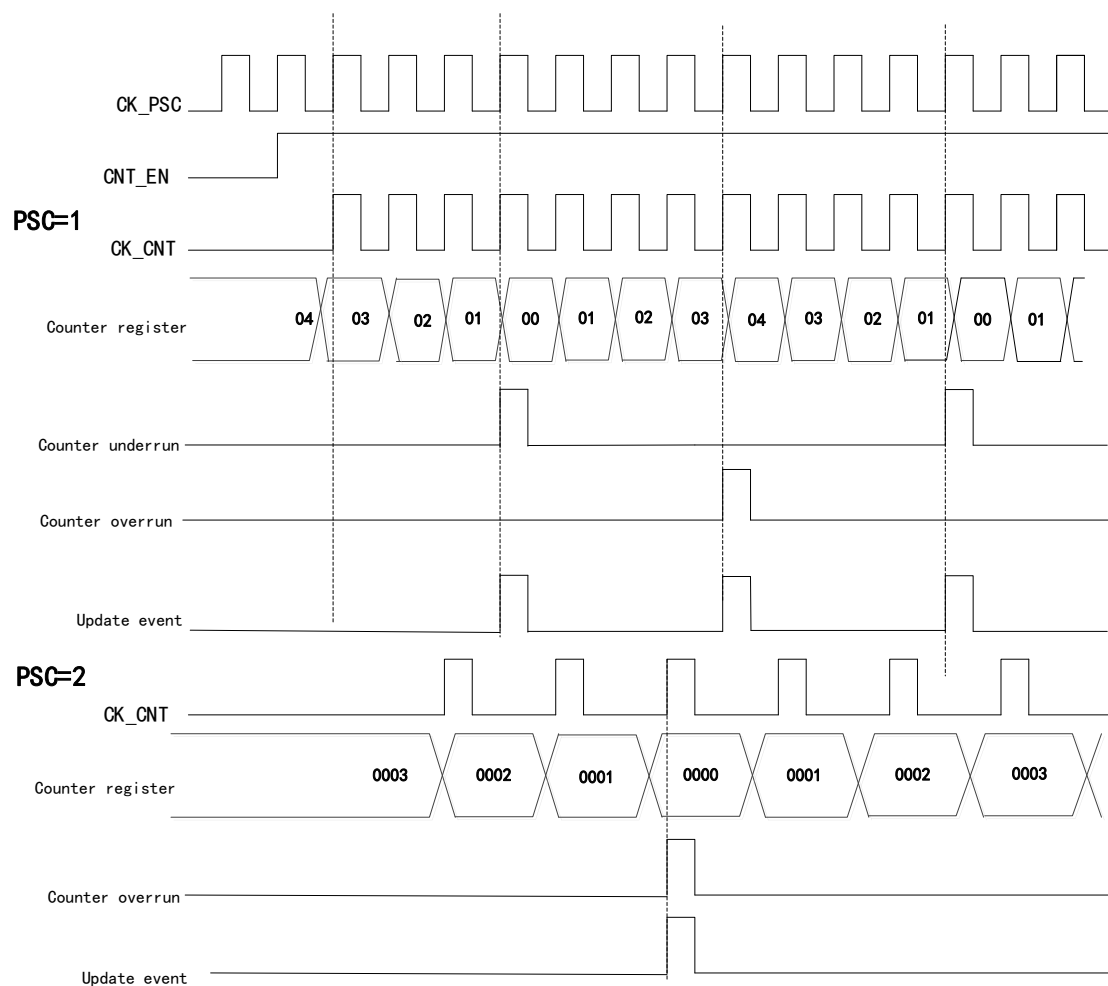 CK_PSC
CNT_EN
PSC=1
CK_CNT
Counter register 04 03 02 01 00 01 02 03 04 03 02 01 00 01
Counter underrun
Counter overrun
Update event
PSC=2
CK_CNT
Counter register 0003 0002 0001 0000 0001 0002 0003
Counter overrun
Update event